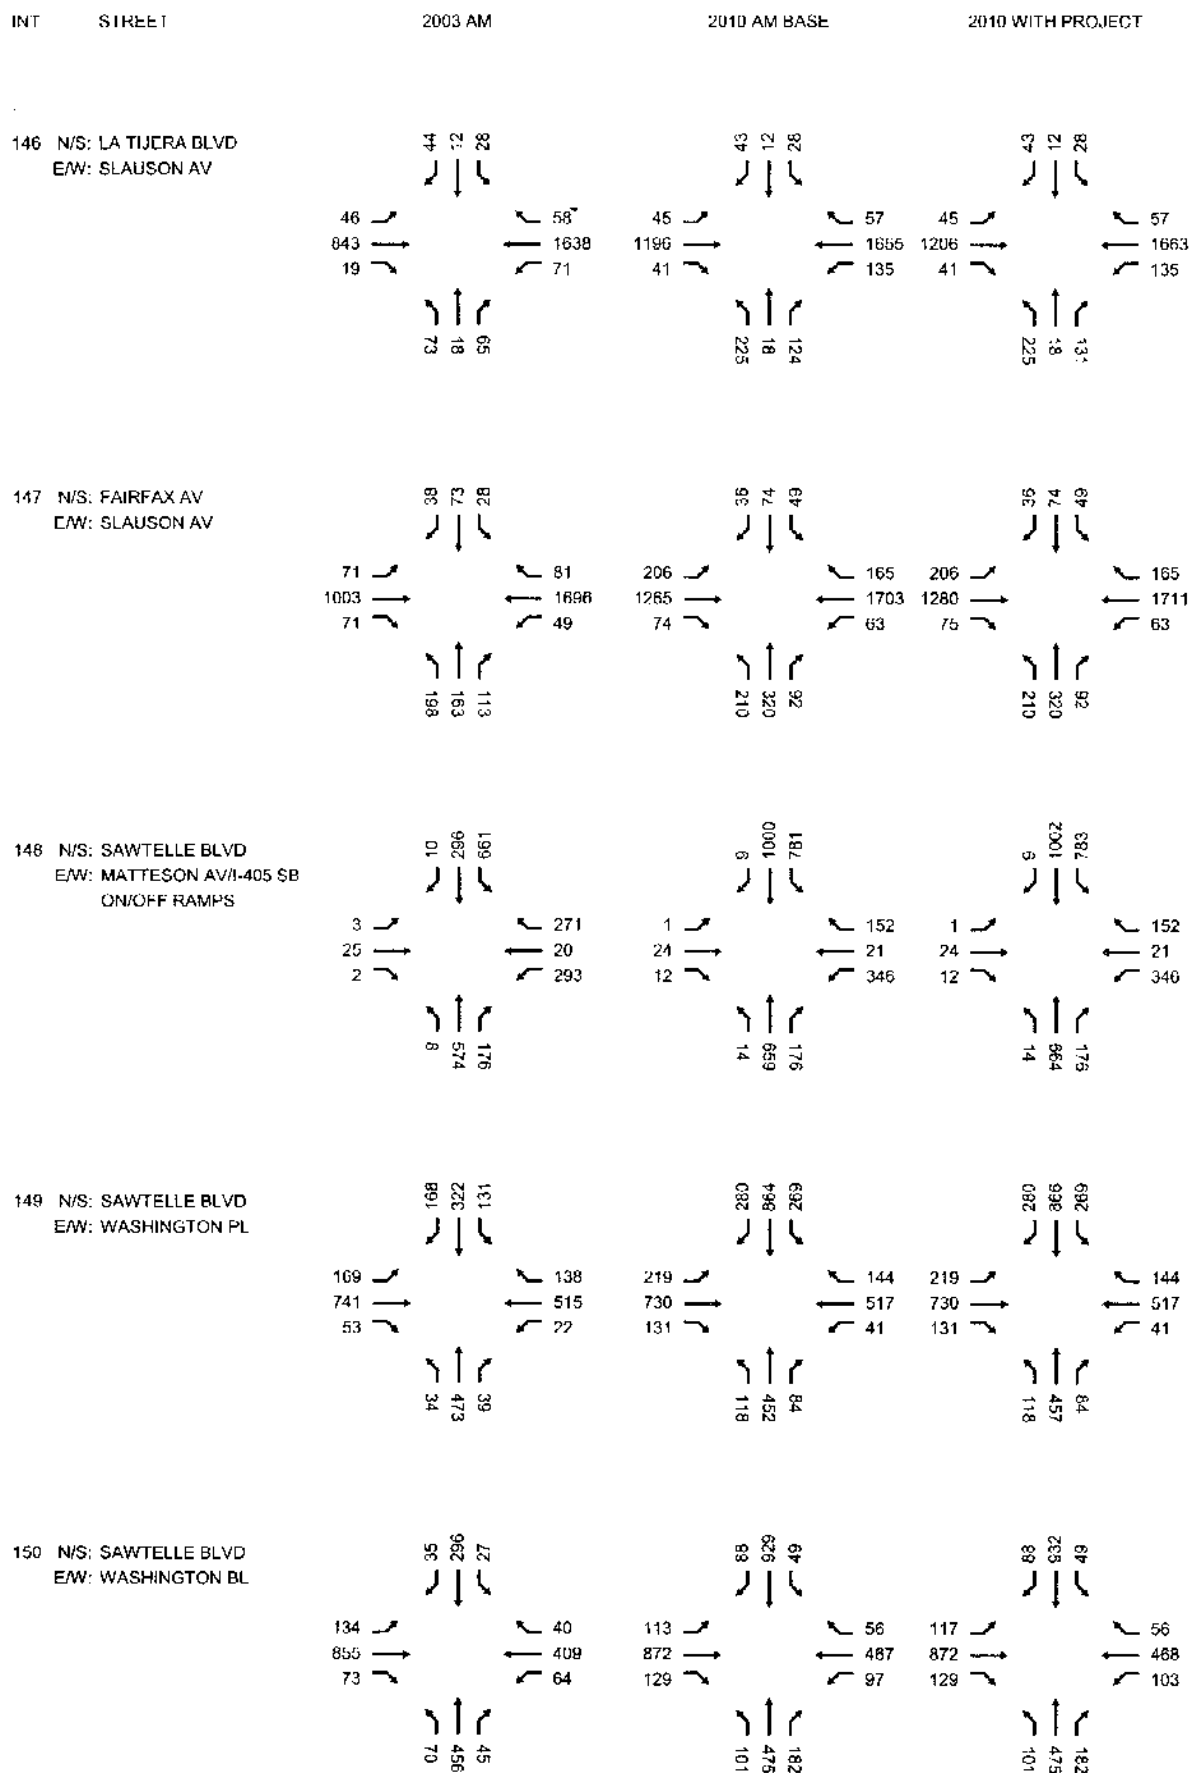 INT STREET 2003 AM 2010 AM BASE 2010 WITH PROJECT
146 N/S: LA TIJERA BLVD
E/W: SLAUSON AV
44 12 28 43 12 28 43 12 28
46 58 45 57 45 57
843 1638 1196 1655 1206 1663
19 71 41 135 41 135
73 18 65 225 18 124 225 18 131
147 N/S: FAIRFAX AV
E/W: SLAUSON AV
38 73 28 36 74 49 36 74 49
71 81 206 165 206 165
1003 1696 1265 1703 1280 1711
71 49 74 63 75 63
198 163 113 210 320 92 210 320 92
148 N/S: SAWTELLE BLVD
E/W: MATTESON AV/I-405 SB
ON/OFF RAMPS
10 296 661 9 1000 781 9 1002 783
3 271 1 152 1 152
25 20 24 21 24 21
2 293 12 346 12 346
8 574 176 14 659 176 14 664 176
149 N/S: SAWTELLE BLVD
E/W: WASHINGTON PL
168 322 131 280 864 269 280 866 269
169 138 219 144 219 144
741 515 730 517 730 517
53 22 131 41 131 41
34 473 39 118 452 84 118 457 84
150 N/S: SAWTELLE BLVD
E/W: WASHINGTON BL
35 296 27 88 929 49 88 932 49
134 40 113 56 117 56
855 409 872 467 872 468
73 64 129 97 129 103
70 456 45 101 475 182 101 475 182